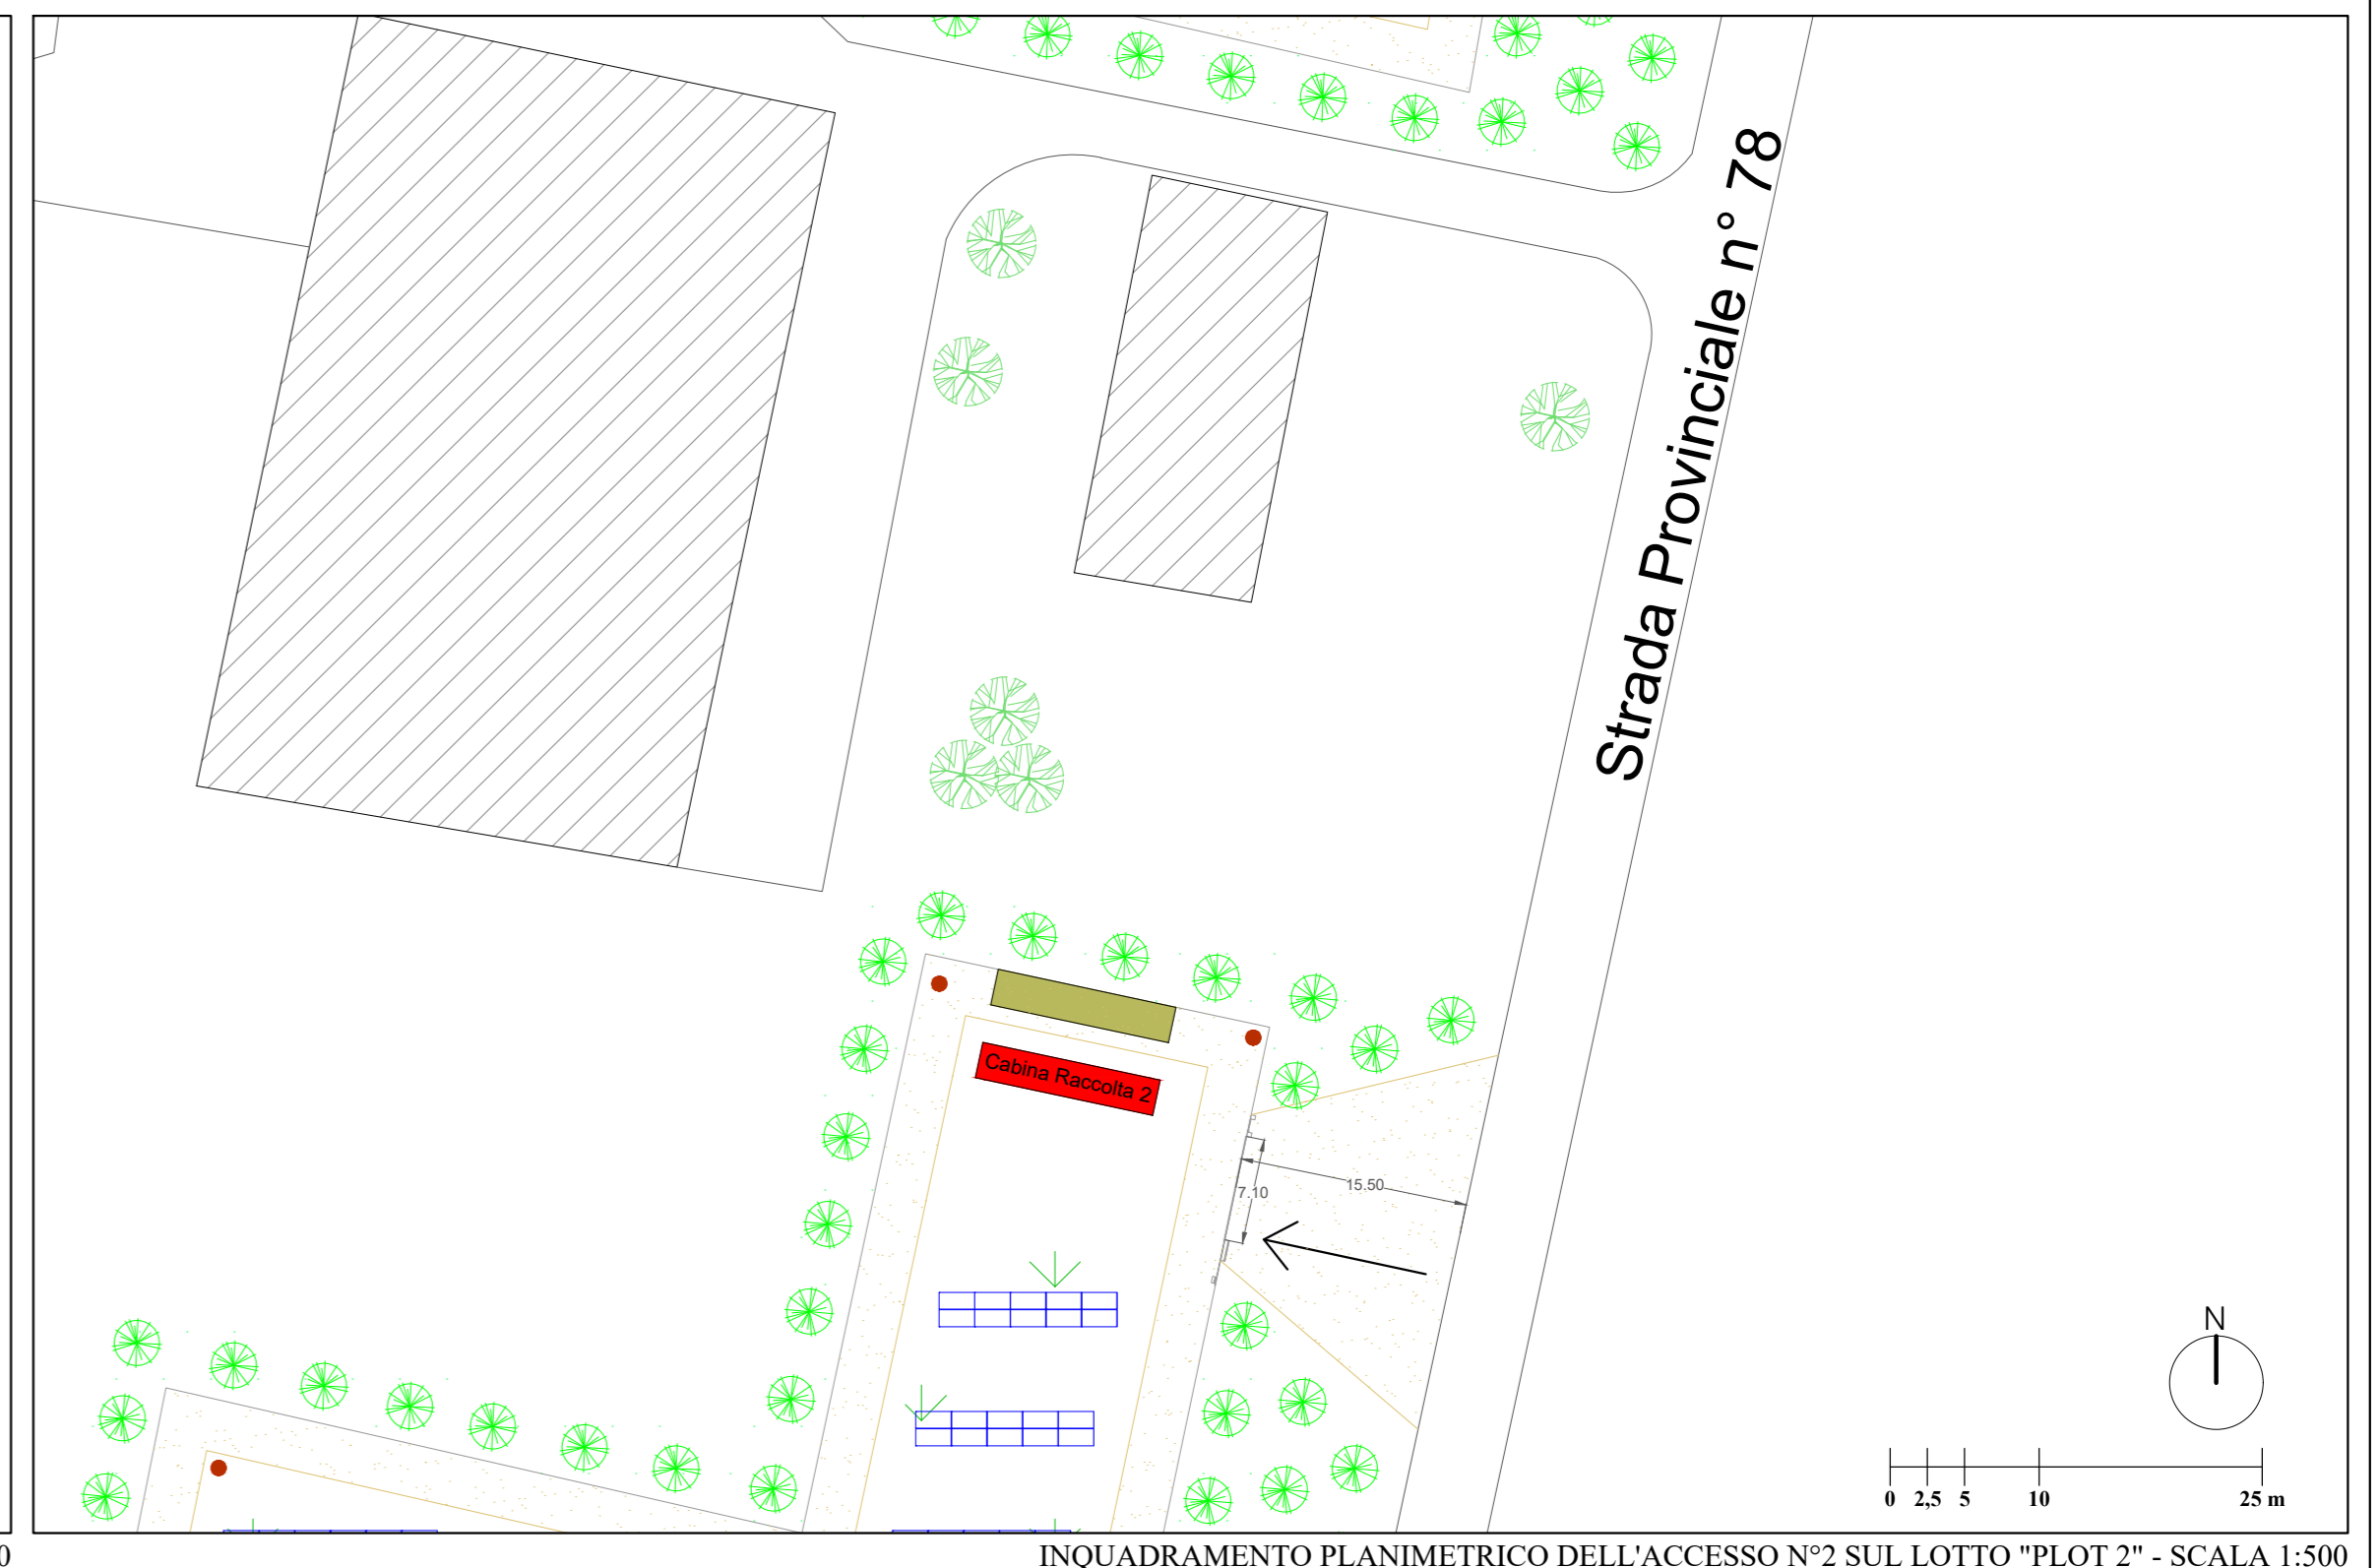 Strada Provinciale n° 78
Cabina Raccolta 2
7.10
15.50
N
0 2,5 5 10 25 m
0
INQUADRAMENTO PLANIMETRICO DELL'ACCESSO N°2 SUL LOTTO "PLOT 2" - SCALA 1:500